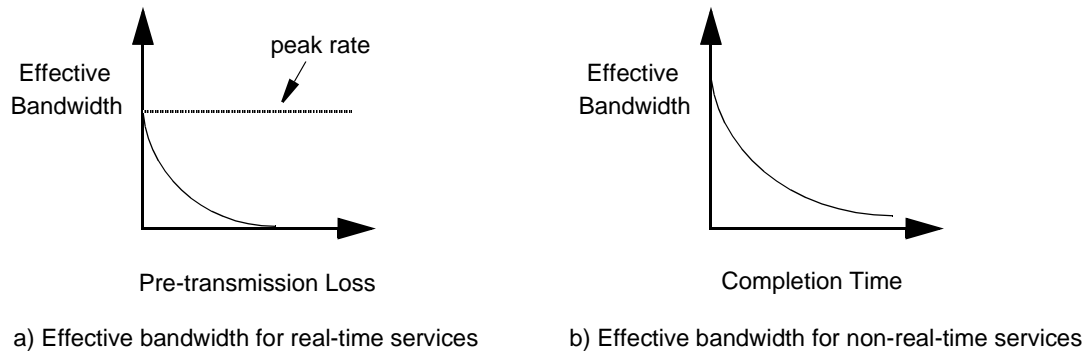 peak rate
Effective
Bandwidth
Pre-transmission Loss
a) Effective bandwidth for real-time services
Effective
Bandwidth
Completion Time
b) Effective bandwidth for non-real-time services